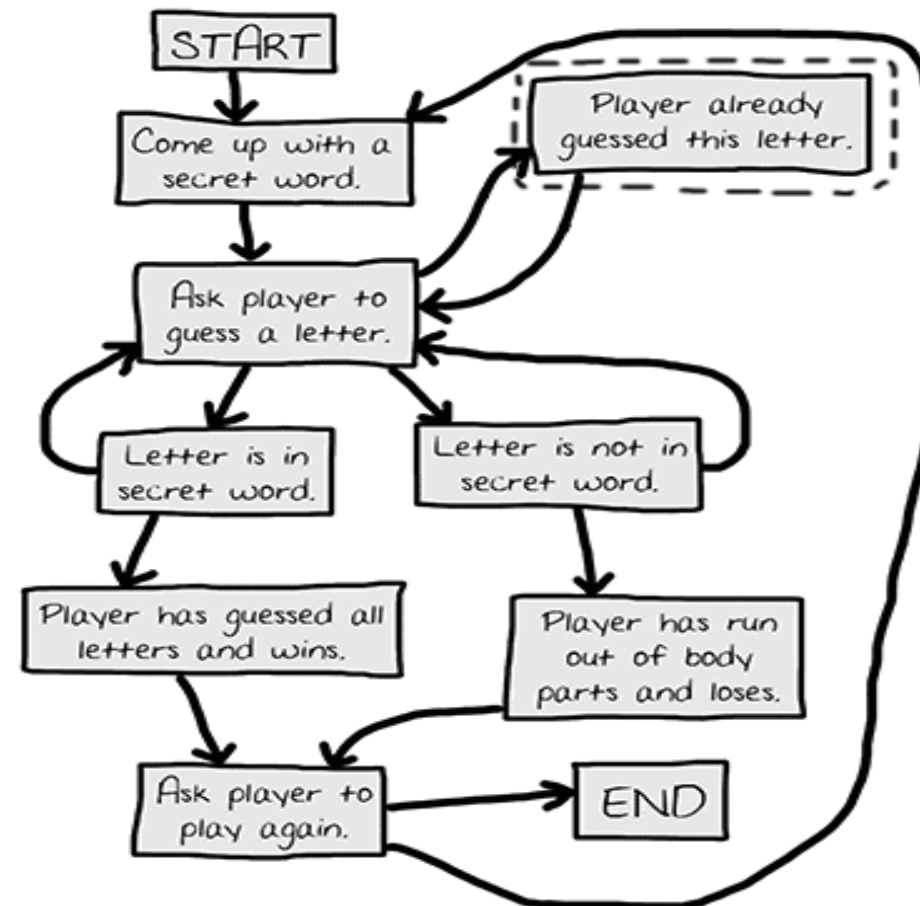 START
Player already
guessed this letter.
Come up with a
secret word.
Ask player to
guess a letter.
Letter is in
secret word.
Letter is not in
secret word.
Player has guessed all
letters and wins.
Player has run
out of body
parts and loses.
Ask player to
play again.
END